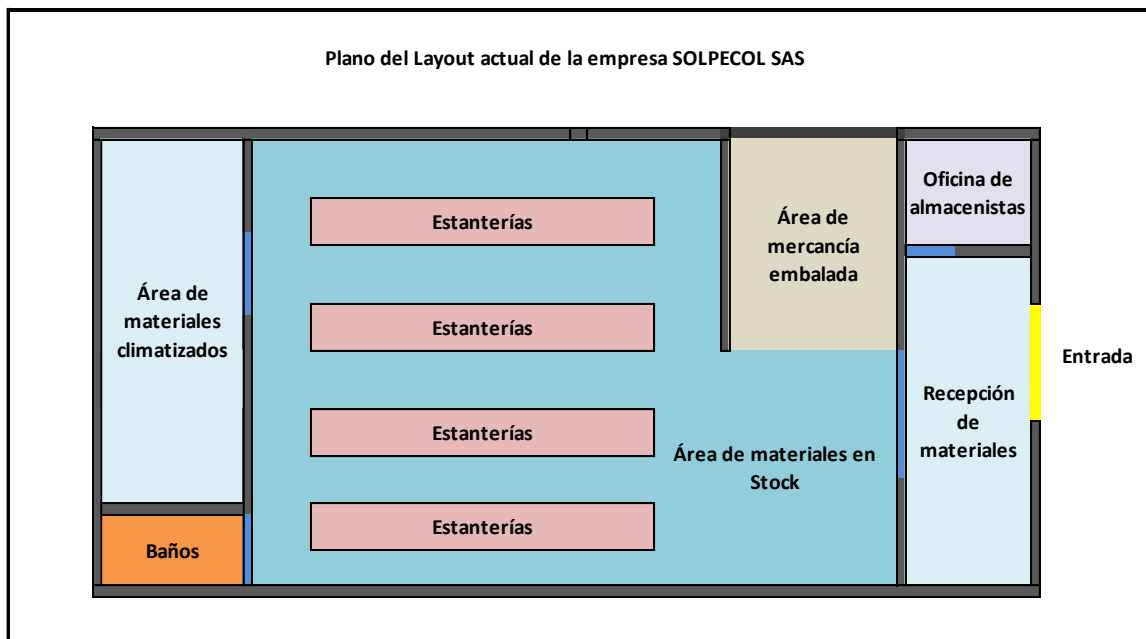 Plano del Layout actual de la empresa SOLPECOL SAS
Oficina de
almacenistas
Estanterías
Área de
mercancía
embalada
Área de
materiales
climatizados
Estanterías
Entrada
Recepción
de
materiales
Estanterías
Área de materiales en
Stock
Estanterías
Baños